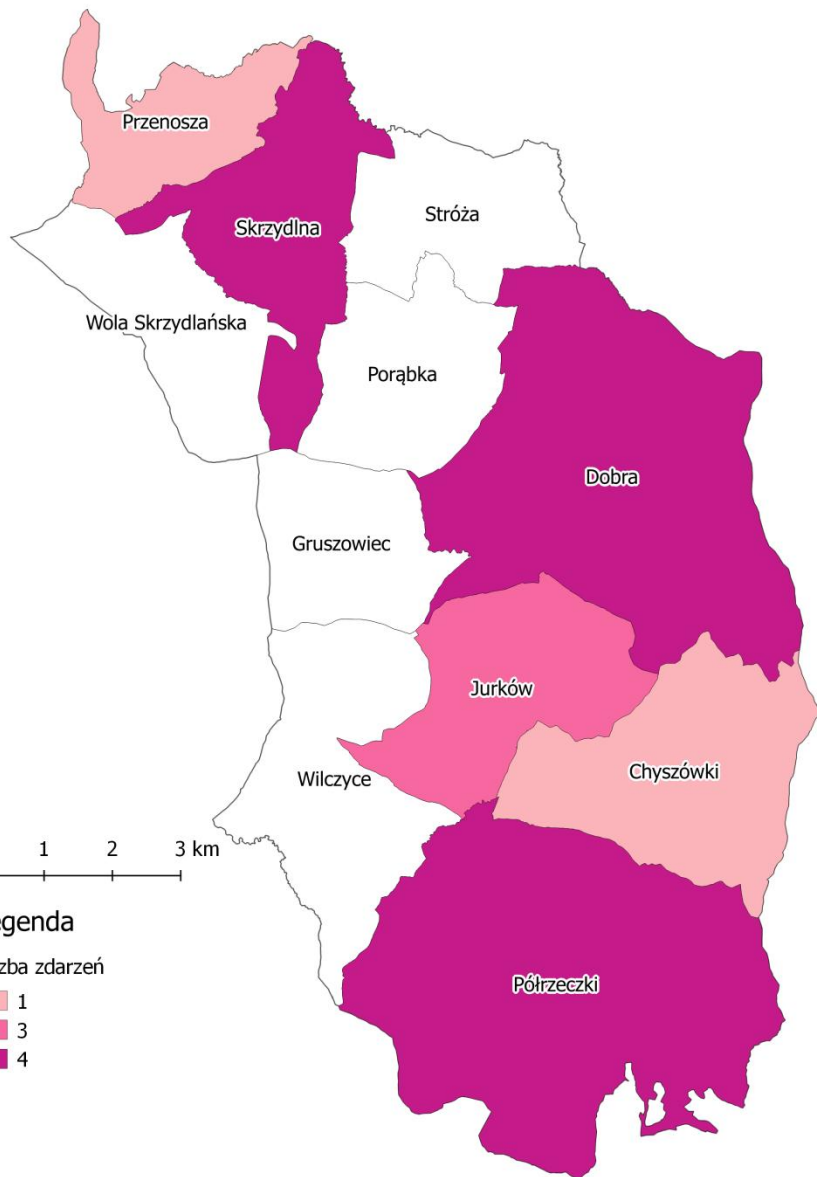 Przenosza
Stróża
Skrzydlna
Wola Skrzydlańska
Porąbka
Dobra
Gruszowiec
Jurków
Chyszówki
Wilczyce
1 2 3 km
egenda
zba zdarzeń
1
3
4
Półrzeczki